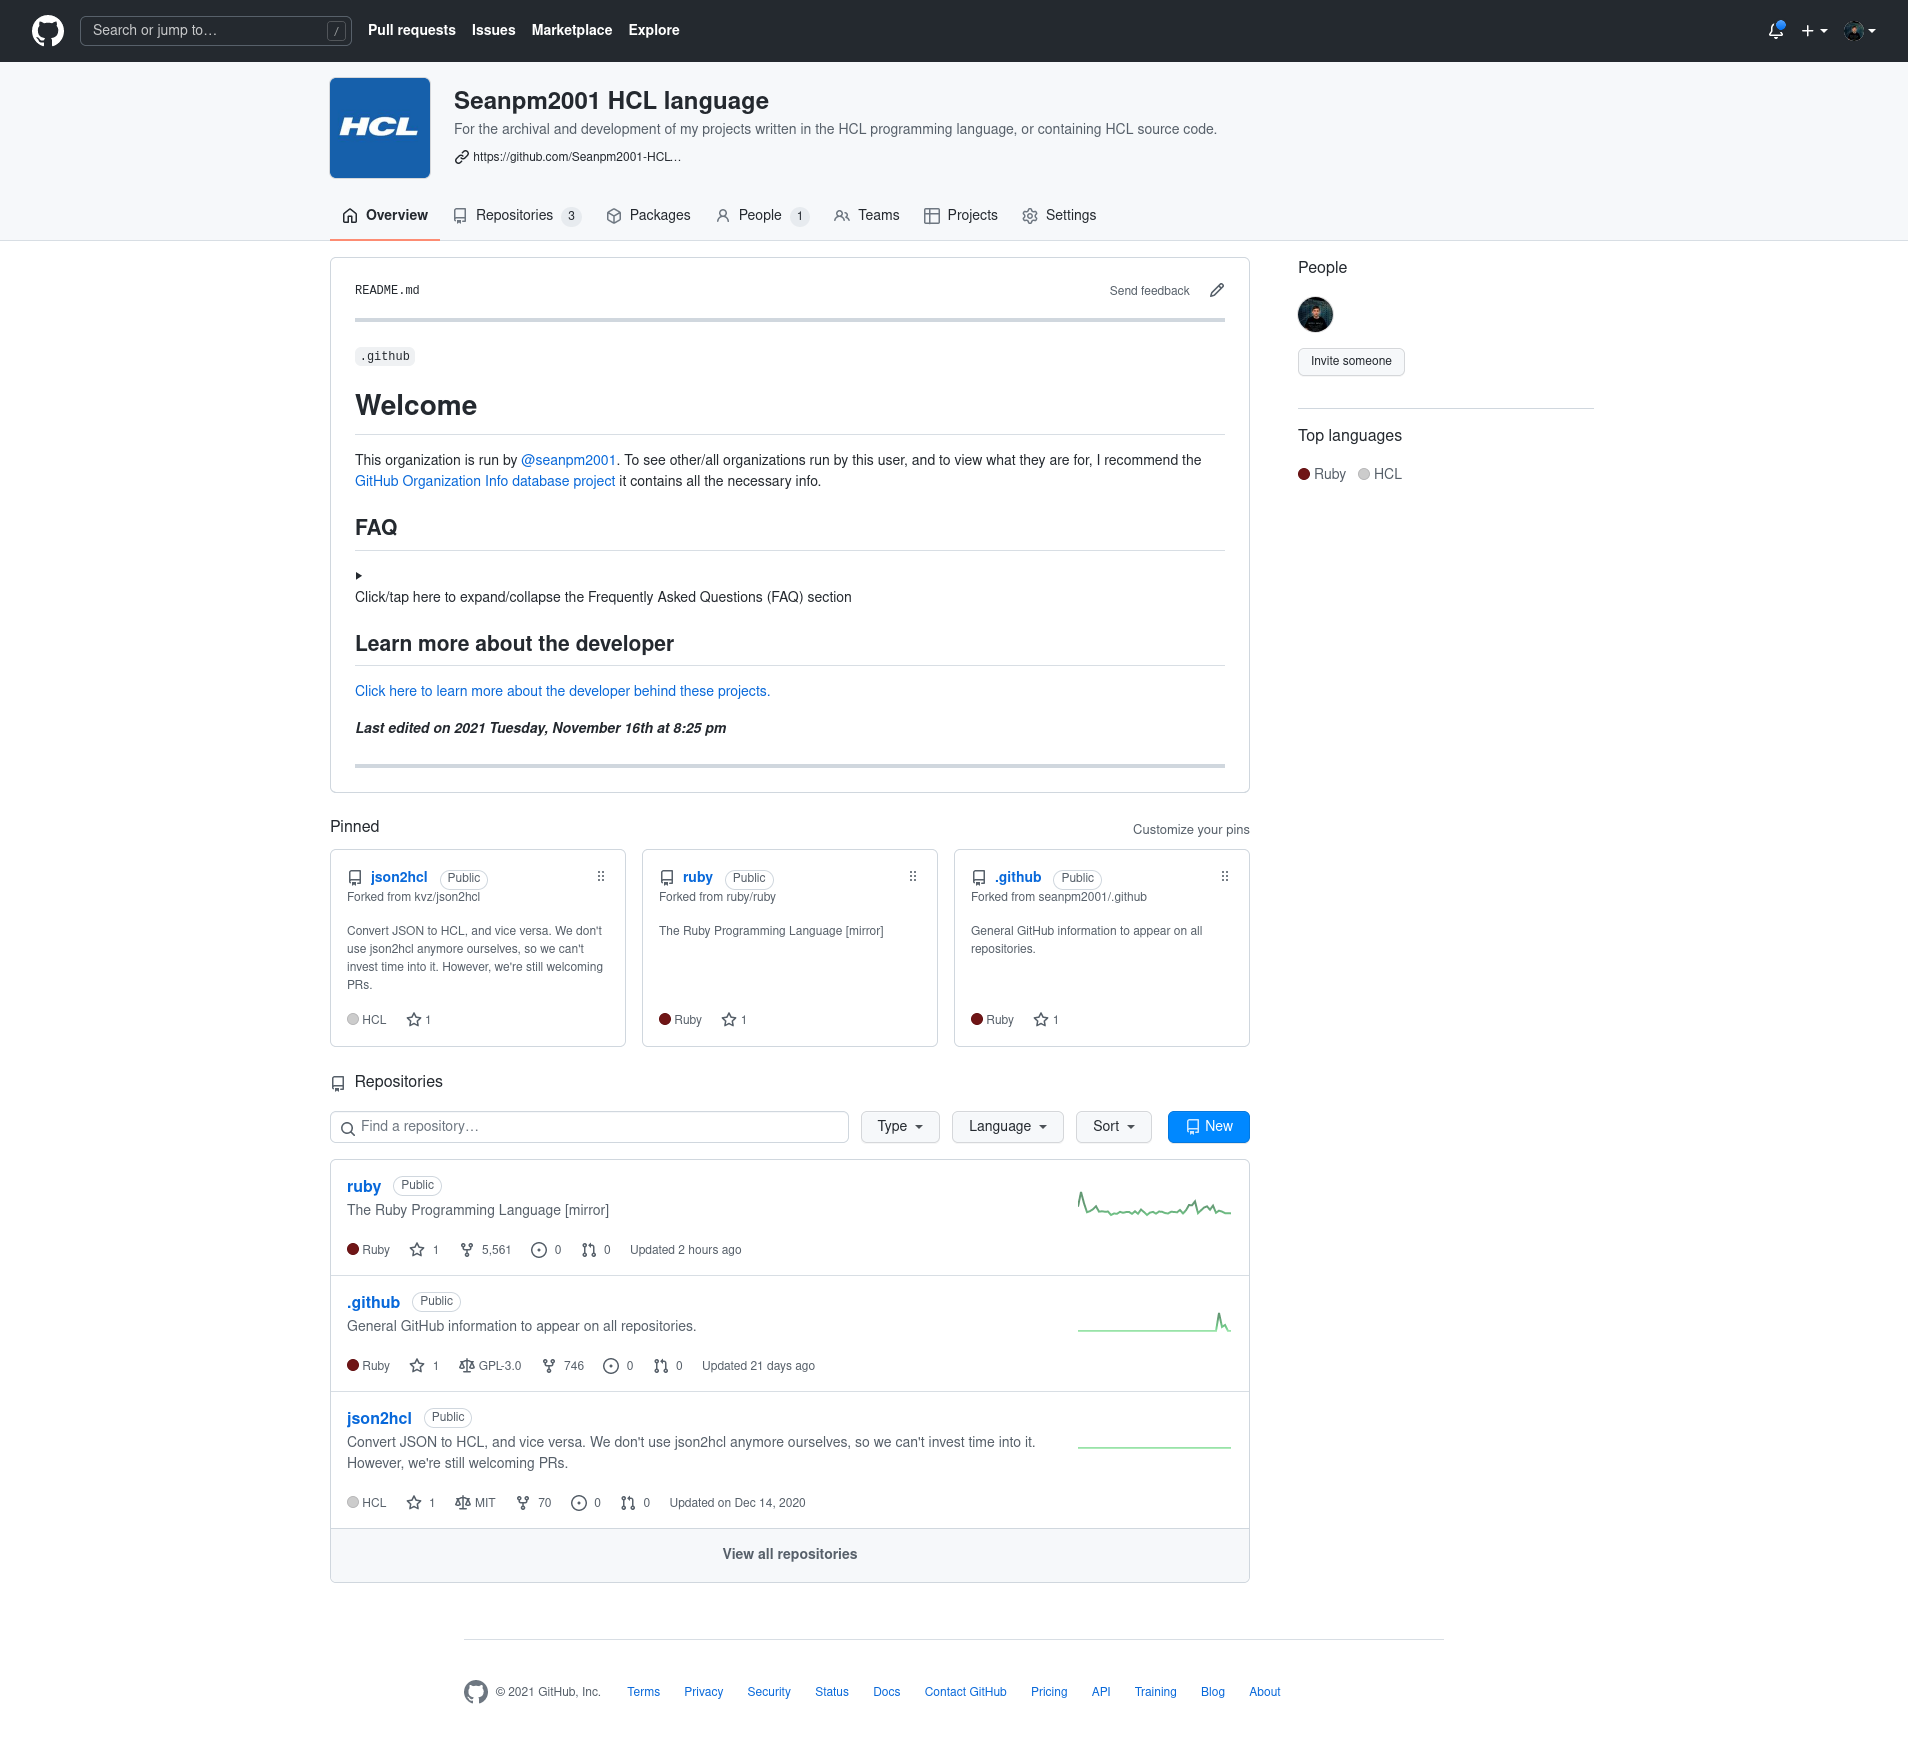 Search or jump to… /
Pull requests Issues Marketplace Explore
HCL
Seanpm2001 HCL language
For the archival and development of my projects written in the HCL programming language, or containing HCL source code.
https://github.com/Seanpm2001-HCL…
Overview Repositories 3 Packages People 1 Teams Projects Settings
README.md Send feedback
.github
Welcome
This organization is run by @seanpm2001. To see other/all organizations run by this user, and to view what they are for, I recommend the
GitHub Organization Info database project it contains all the necessary info.
FAQ
Click/tap here to expand/collapse the Frequently Asked Questions (FAQ) section
Learn more about the developer
Click here to learn more about the developer behind these projects.
Last edited on 2021 Tuesday, November 16th at 8:25 pm
People
Invite someone
Top languages
Ruby HCL
Pinned Customize your pins
json2hcl Public
Forked from kvz/json2hcl
Convert JSON to HCL, and vice versa. We don't
use json2hcl anymore ourselves, so we can't
invest time into it. However, we're still welcoming
PRs.
HCL 1
ruby Public
Forked from ruby/ruby
The Ruby Programming Language [mirror]
Ruby 1
.github Public
Forked from seanpm2001/.github
General GitHub information to appear on all
repositories.
Ruby 1
Repositories
Find a repository… Type Language Sort New
ruby Public
The Ruby Programming Language [mirror]
Ruby 1 5,561 0 0 Updated 2 hours ago
.github Public
General GitHub information to appear on all repositories.
Ruby 1 GPL-3.0 746 0 0 Updated 21 days ago
json2hcl Public
Convert JSON to HCL, and vice versa. We don't use json2hcl anymore ourselves, so we can't invest time into it.
However, we're still welcoming PRs.
HCL 1 MIT 70 0 0 Updated on Dec 14, 2020
View all repositories
© 2021 GitHub, Inc. Terms Privacy Security Status Docs Contact GitHub Pricing API Training Blog About